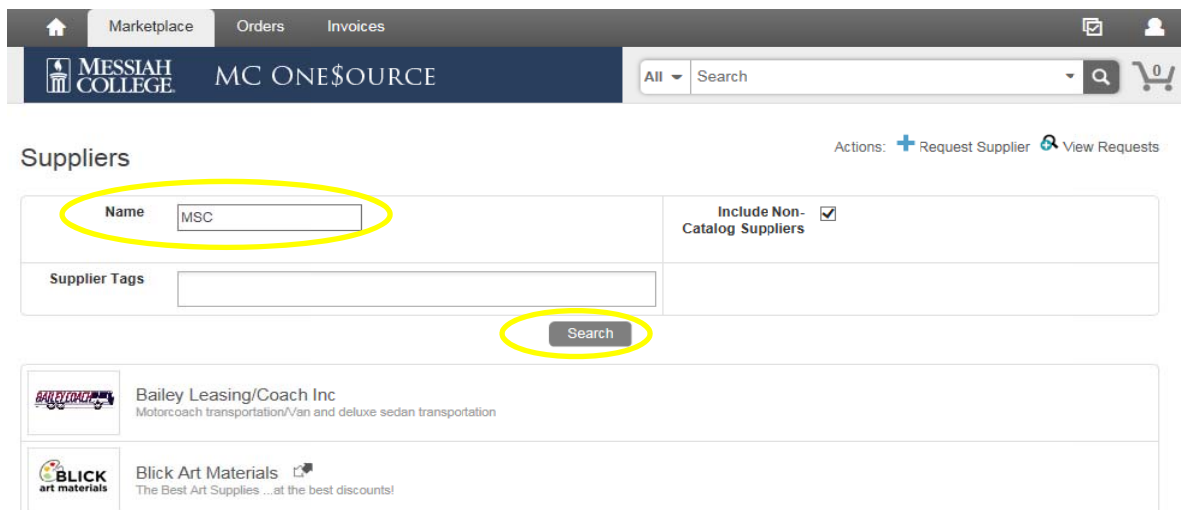 Marketplace Orders Invoices
MESSIAH COLLEGE. MC ONE$OURCE All Search 0
Suppliers Actions: Request Supplier View Requests
Name MSC Include Non-
Catalog Suppliers
Supplier Tags
Search
BAILEY COACH Bailey Leasing/Coach Inc
Motorcoach transportation/Van and deluxe sedan transportation
BLICK Blick Art Materials
art materials The Best Art Supplies ...at the best discounts!